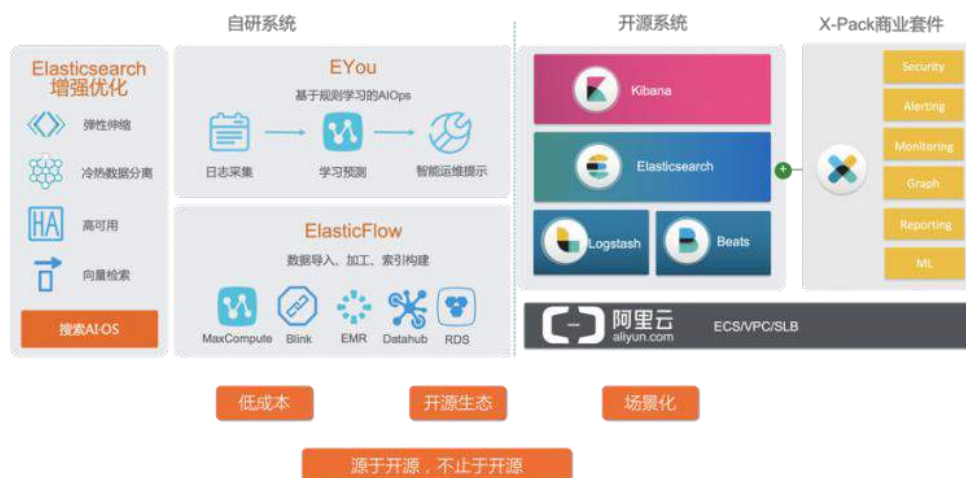 自研系统
开源系统
X-Pack商业套件
Elasticsearch
增强优化
弹性伸缩
冷热数据分离
HA
高可用
向量检索
搜索AI-OS
EYou
基于规则学习的AIOps
日志采集
学习预测
智能运维提示
ElasticFlow
数据导入、加工、索引构建
MaxCompute
Blink
EMR
Datahub
RDS
Kibana
Elasticsearch
Logstash
Beats
Security
Alerting
Monitoring
Graph
Reporting
ML
阿里云
aliyun.com
ECS/VPC/SLB
低成本
开源生态
场景化
源于开源，不止于开源